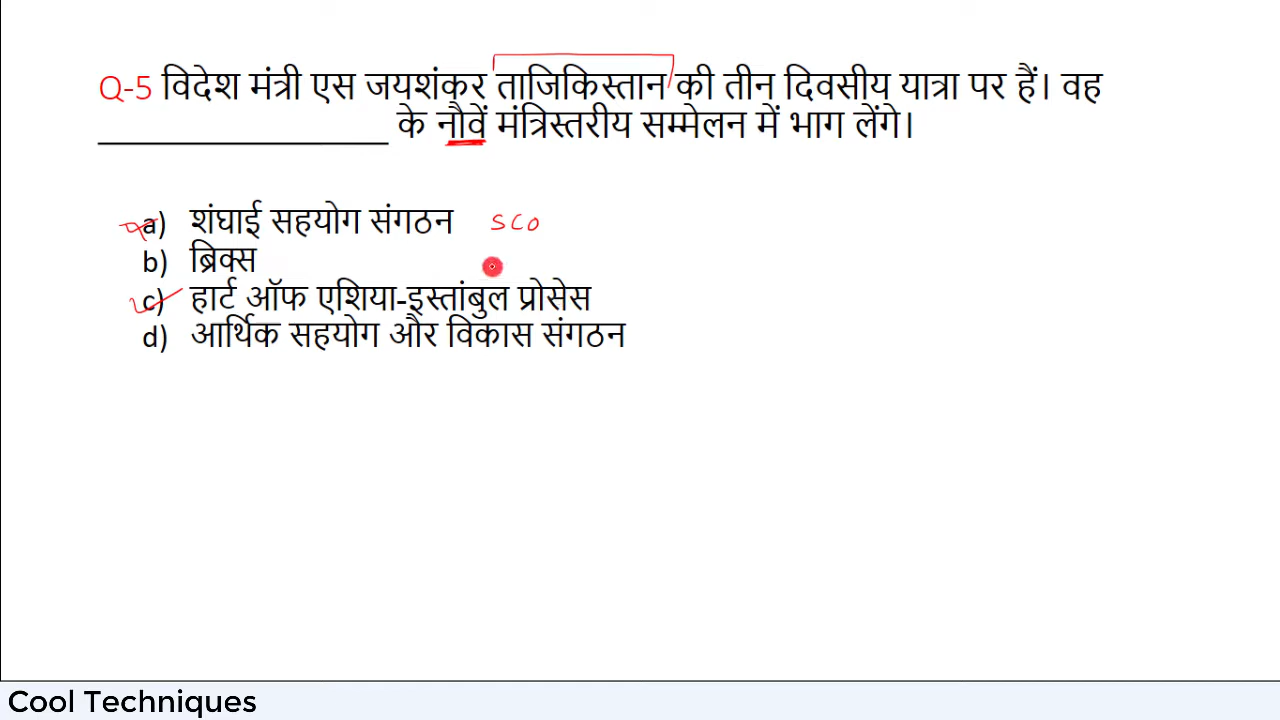 Q-5 विदेश मंत्री एस जयशंकर ताजिकिस्तान की तीन दिवसीय यात्रा पर हैं। वह
________________ के नौवें मंत्रिस्तरीय सम्मेलन में भाग लेंगे।
a) शंघाई सहयोग संगठन SCO
b) ब्रिक्स
c) हार्ट ऑफ एशिया-इस्तांबुल प्रोसेस
d) आर्थिक सहयोग और विकास संगठन
Cool Techniques